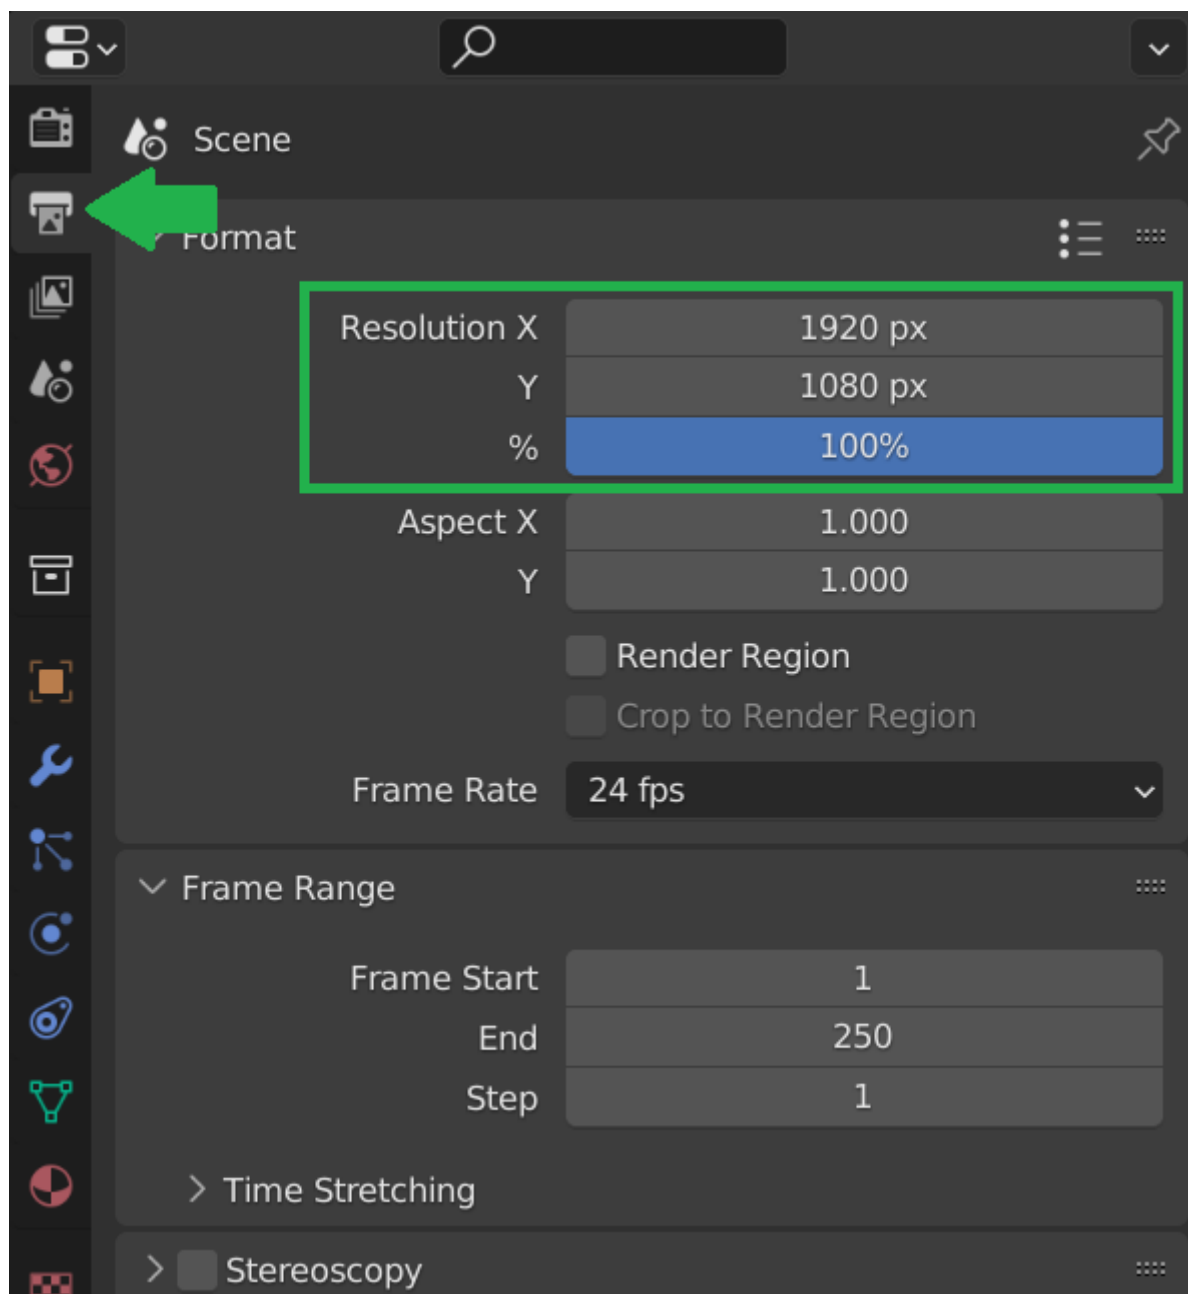 Scene
Format
Resolution X 1920 px
Y 1080 px
% 100%
Aspect X 1.000
Y 1.000
Render Region
Crop to Render Region
Frame Rate 24 fps
Frame Range
Frame Start 1
End 250
Step 1
Time Stretching
Stereoscopy